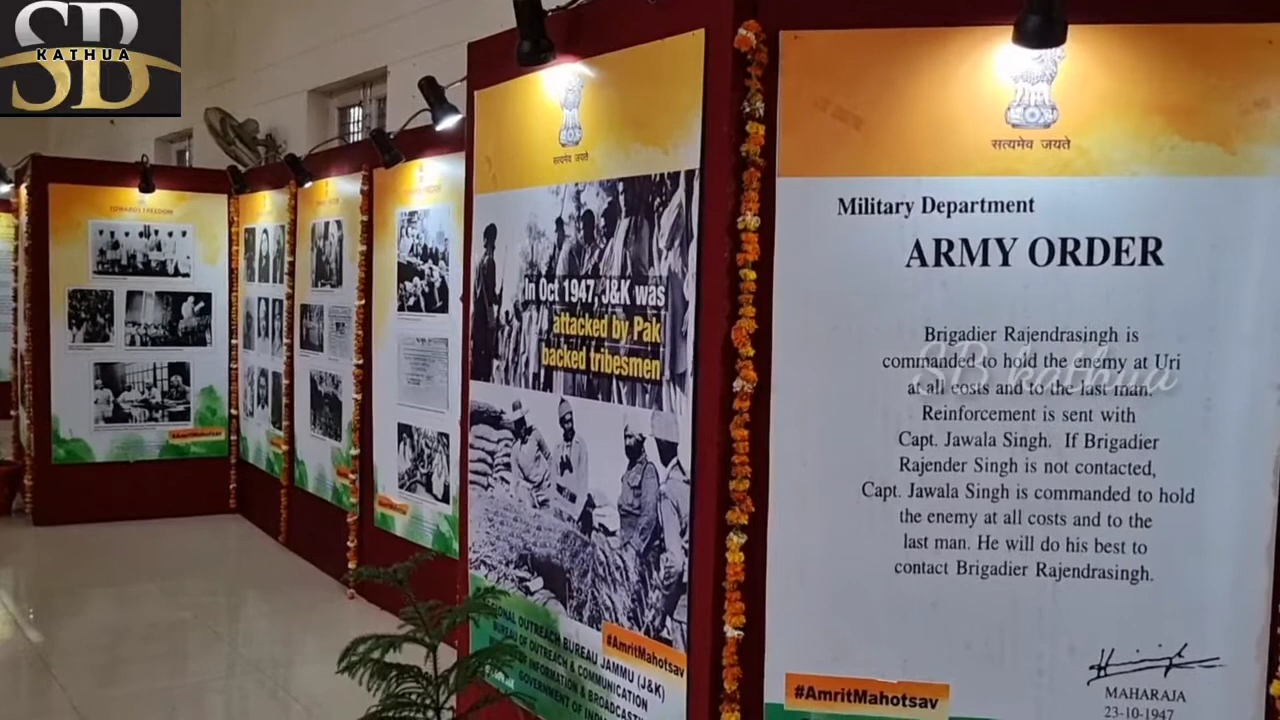 SB
KATHUA
TOWARDS FREEDOM
#AmritMahotsav
सत्यमेव जयते
In Oct 1947, J&K was
attacked by Pak
backed tribesmen
#AmritMahotsav
OUTREACH BUREAU JAMMU (J&K)
BUREAU OF OUTREACH & COMMUNICATION
OF INFORMATION & BROADCASTING
GOVERNMENT OF
सत्यमेव जयते
Military Department
ARMY ORDER
Brigadier Rajendrasingh is
commanded to hold the enemy at Uri
at all costs and to the last man.
Reinforcement is sent with
Capt. Jawala Singh. If Brigadier
Rajender Singh is not contacted,
Capt. Jawala Singh is commanded to hold
the enemy at all costs and to the
last man. He will do his best to
contact Brigadier Rajendrasingh.
SB kathua
MAHARAJA
23-10-1947
#AmritMahotsav